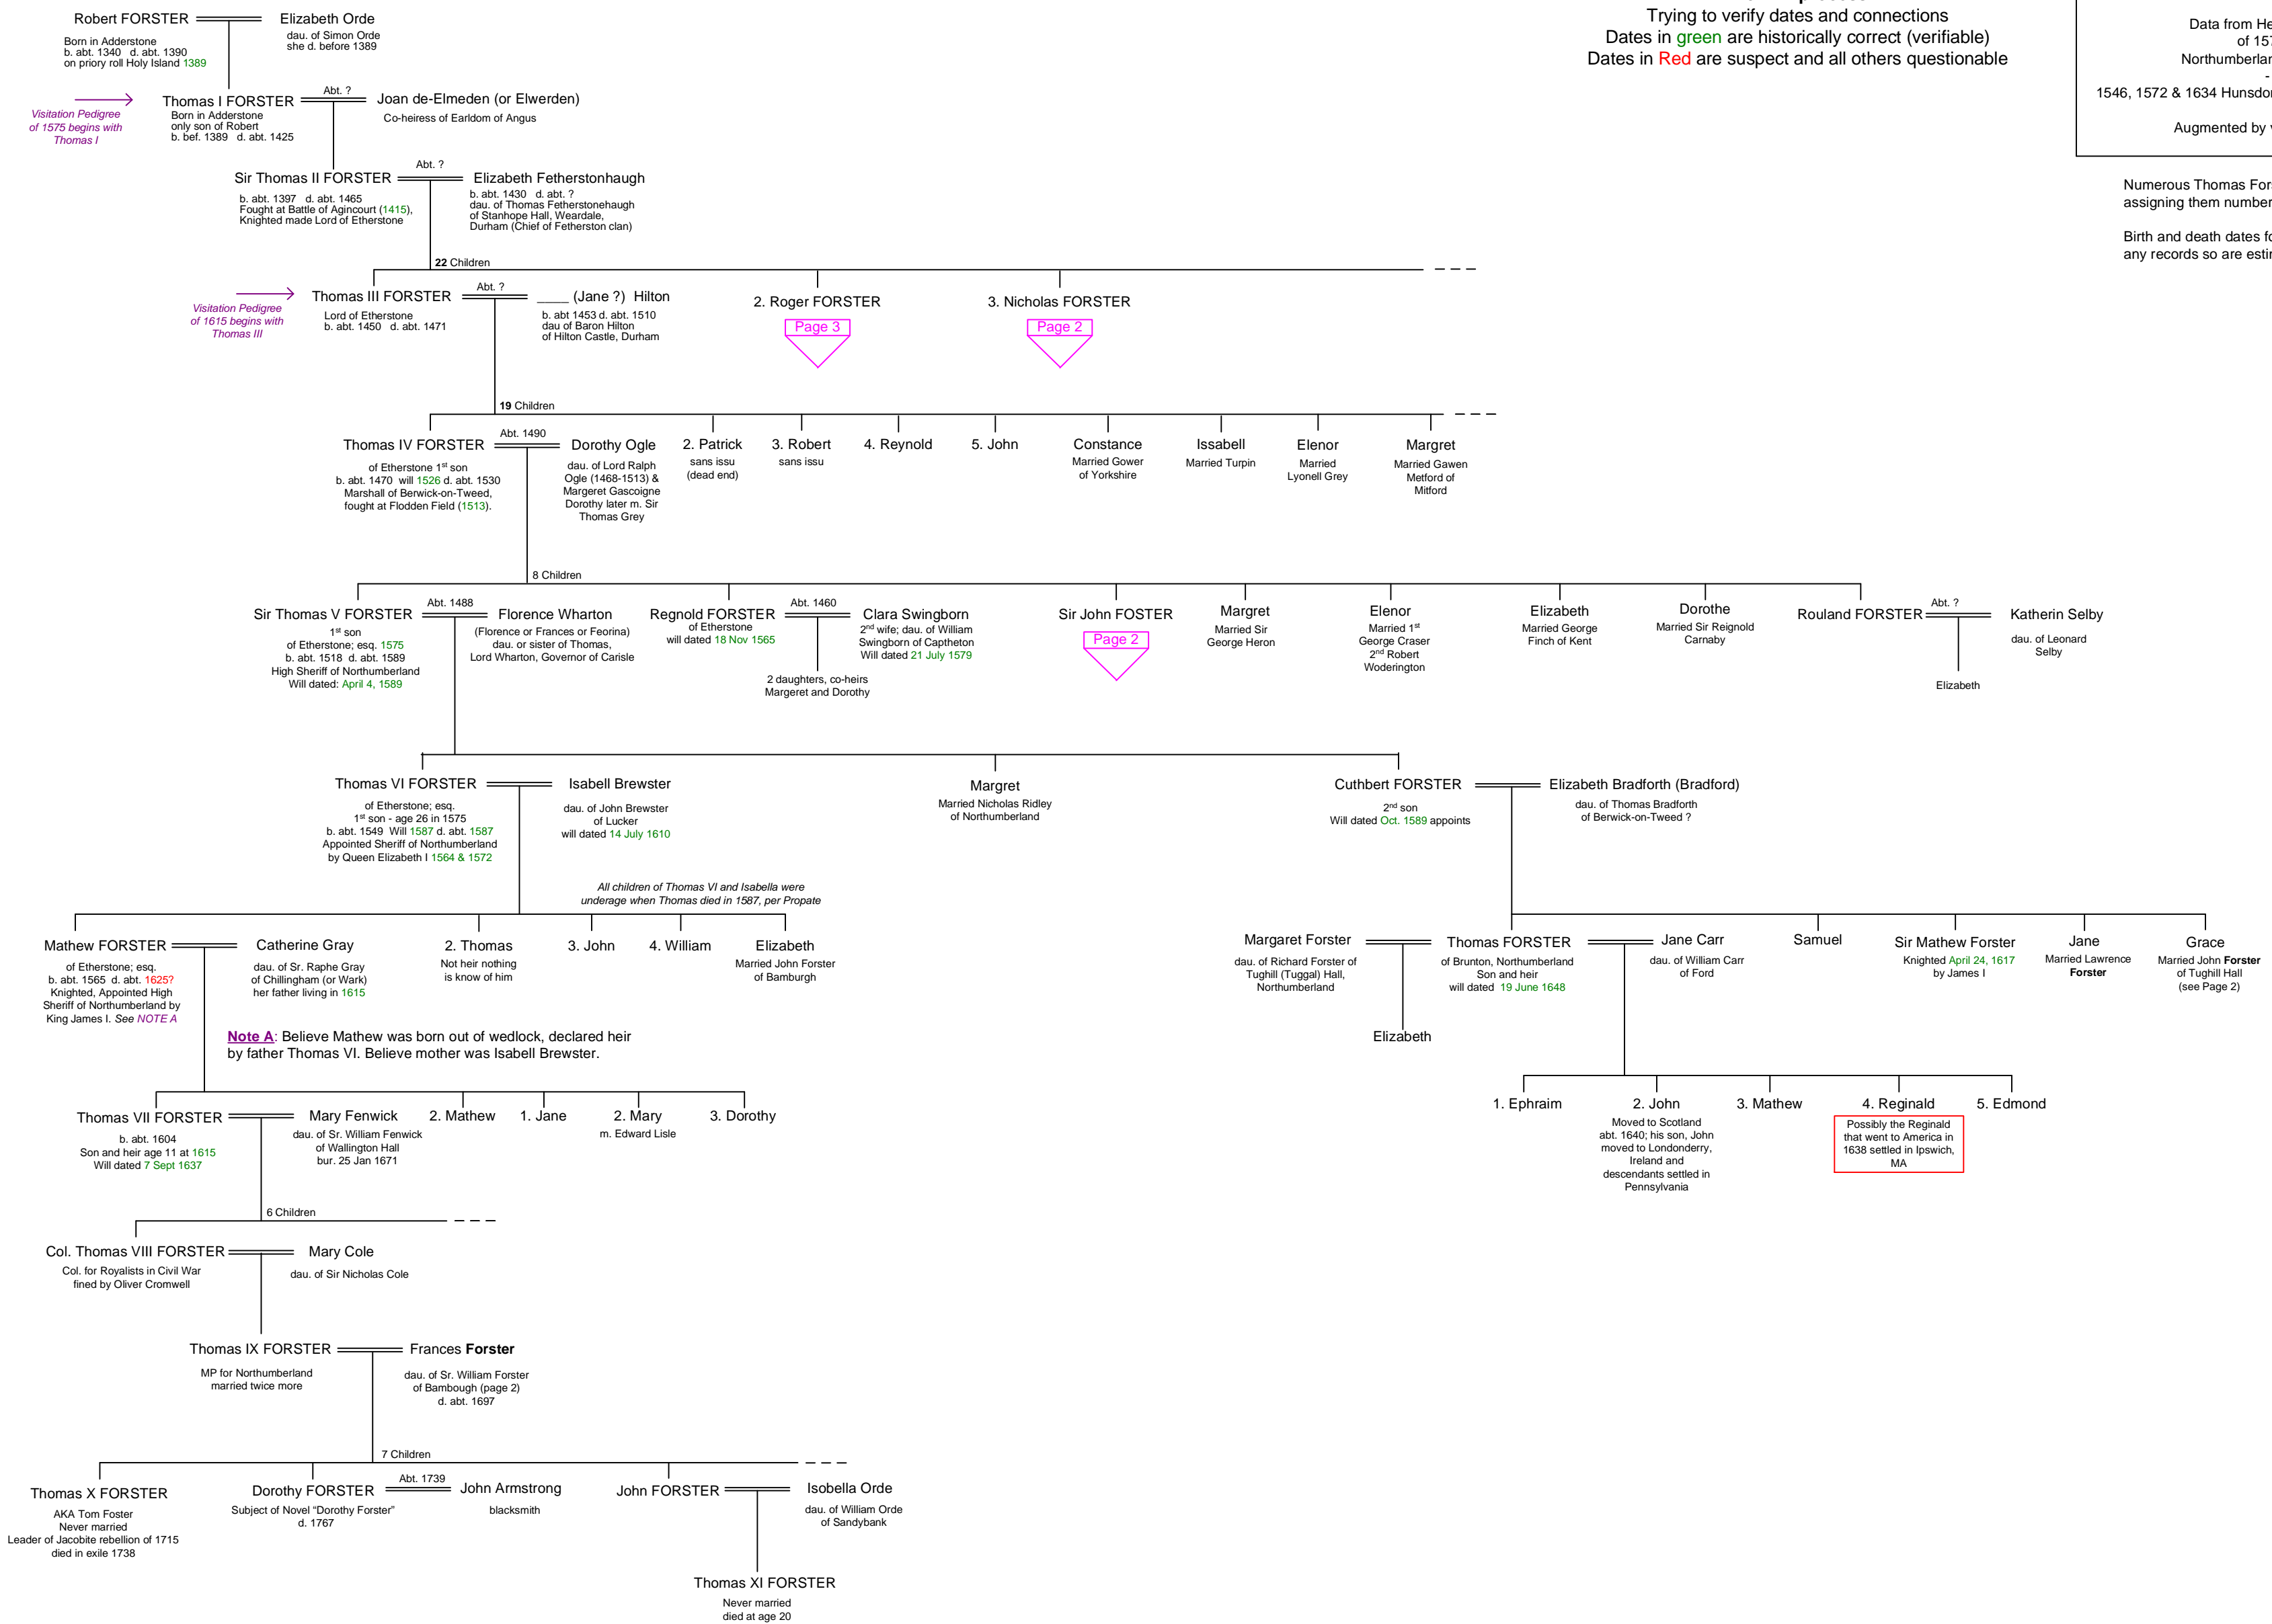 Trying to verify dates and connections
Dates in green are historically correct (verifiable)
Dates in Red are suspect and all others questionable
Data from He
of 157
Northumberlan
-
1546, 1572 & 1634 Hunsdon
Augmented by v
Numerous Thomas Fors
assigning them number
Birth and death dates fo
any records so are estin
Robert FORSTER
Born in Adderstone
b. abt. 1340 d. abt. 1390
on priory roll Holy Island 1389
Elizabeth Orde
dau. of Simon Orde
she d. before 1389
Visitation Pedigree
of 1575 begins with
Thomas I
Thomas I FORSTER
Born in Adderstone
only son of Robert
b. bef. 1389 d. abt. 1425
Abt. ?
Joan de-Elmeden (or Elwerden)
Co-heiress of Earldom of Angus
Sir Thomas II FORSTER
b. abt. 1397 d. abt. 1465
Fought at Battle of Agincourt (1415),
Knighted made Lord of Etherstone
Abt. ?
Elizabeth Fetherstonhaugh
b. abt. 1430 d. abt. ?
dau. of Thomas Fetherstonehaugh
of Stanhope Hall, Weardale,
Durham (Chief of Fetherston clan)
22 Children
Visitation Pedigree
of 1615 begins with
Thomas III
Thomas III FORSTER
Lord of Etherstone
b. abt. 1450 d. abt. 1471
Abt. ?
____ (Jane ?) Hilton
b. abt 1453 d. abt. 1510
dau of Baron Hilton
of Hilton Castle, Durham
2. Roger FORSTER
Page 3
3. Nicholas FORSTER
Page 2
19 Children
Thomas IV FORSTER
of Etherstone 1st son
b. abt. 1470 will 1526 d. abt. 1530
Marshall of Berwick-on-Tweed,
fought at Flodden Field (1513).
Abt. 1490
Dorothy Ogle
dau. of Lord Ralph
Ogle (1468-1513) &
Margeret Gascoigne
Dorothy later m. Sir
Thomas Grey
2. Patrick
sans issu
(dead end)
3. Robert
sans issu
4. Reynold
5. John
Constance
Married Gower
of Yorkshire
Issabell
Married Turpin
Elenor
Married
Lyonell Grey
Margret
Married Gawen
Metford of
Mitford
8 Children
Sir Thomas V FORSTER
1st son
of Etherstone; esq. 1575
b. abt. 1518 d. abt. 1589
High Sheriff of Northumberland
Will dated: April 4, 1589
Abt. 1488
Florence Wharton
(Florence or Frances or Feorina)
dau. or sister of Thomas,
Lord Wharton, Governor of Carisle
Regnold FORSTER
of Etherstone
will dated 18 Nov 1565
Abt. 1460
Clara Swingborn
2nd wife; dau. of William
Swingborn of Captheton
Will dated 21 July 1579
2 daughters, co-heirs
Margeret and Dorothy
Sir John FOSTER
Page 2
Margret
Married Sir
George Heron
Elenor
Married 1st
George Craser
2nd Robert
Woderington
Elizabeth
Married George
Finch of Kent
Dorothe
Married Sir Reignold
Carnaby
Rouland FORSTER
Abt. ?
Katherin Selby
dau. of Leonard
Selby
Elizabeth
Thomas VI FORSTER
of Etherstone; esq.
1st son - age 26 in 1575
b. abt. 1549 Will 1587 d. abt. 1587
Appointed Sheriff of Northumberland
by Queen Elizabeth I 1564 & 1572
Isabell Brewster
dau. of John Brewster
of Lucker
will dated 14 July 1610
Margret
Married Nicholas Ridley
of Northumberland
Cuthbert FORSTER
2nd son
Will dated Oct. 1589 appoints
Elizabeth Bradforth (Bradford)
dau. of Thomas Bradforth
of Berwick-on-Tweed ?
All children of Thomas VI and Isabella were
underage when Thomas died in 1587, per Propate
Mathew FORSTER
of Etherstone; esq.
b. abt. 1565 d. abt. 1625?
Knighted, Appointed High
Sheriff of Northumberland by
King James I. See NOTE A
Catherine Gray
dau. of Sr. Raphe Gray
of Chillingham (or Wark)
her father living in 1615
2. Thomas
Not heir nothing
is know of him
3. John
4. William
Elizabeth
Married John Forster
of Bamburgh
Margaret Forster
dau. of Richard Forster of
Tughill (Tuggal) Hall,
Northumberland
Thomas FORSTER
of Brunton, Northumberland
Son and heir
will dated 19 June 1648
Jane Carr
dau. of William Carr
of Ford
Samuel
Sir Mathew Forster
Knighted April 24, 1617
by James I
Jane
Married Lawrence
Forster
Grace
Married John Forster
of Tughill Hall
(see Page 2)
Elizabeth
Note A: Believe Mathew was born out of wedlock, declared heir
by father Thomas VI. Believe mother was Isabell Brewster.
Thomas VII FORSTER
b. abt. 1604
Son and heir age 11 at 1615
Will dated 7 Sept 1637
Mary Fenwick
dau. of Sr. William Fenwick
of Wallington Hall
bur. 25 Jan 1671
2. Mathew
1. Jane
2. Mary
m. Edward Lisle
3. Dorothy
1. Ephraim
2. John
Moved to Scotland
abt. 1640; his son, John
moved to Londonderry,
Ireland and
descendants settled in
Pennsylvania
3. Mathew
4. Reginald
Possibly the Reginald
that went to America in
1638 settled in Ipswich,
MA
5. Edmond
6 Children
Col. Thomas VIII FORSTER
Col. for Royalists in Civil War
fined by Oliver Cromwell
Mary Cole
dau. of Sir Nicholas Cole
Thomas IX FORSTER
MP for Northumberland
married twice more
Frances Forster
dau. of Sr. William Forster
of Bambough (page 2)
d. abt. 1697
7 Children
Thomas X FORSTER
AKA Tom Foster
Never married
Leader of Jacobite rebellion of 1715
died in exile 1738
Dorothy FORSTER
Subject of Novel “Dorothy Forster”
d. 1767
Abt. 1739
John Armstrong
blacksmith
John FORSTER
Isobella Orde
dau. of William Orde
of Sandybank
Thomas XI FORSTER
Never married
died at age 20